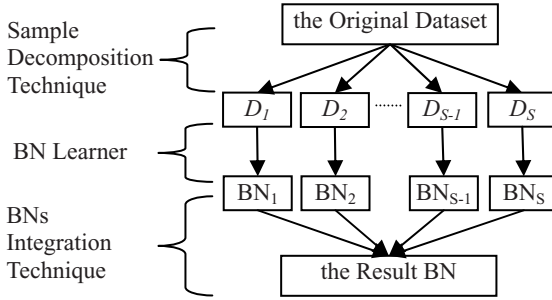 Sample
Decomposition
Technique
the Original Dataset
D1 D2 ........ DS-1 DS
BN Learner
BN1 BN2 BNS-1 BNS
BNs
Integration
Technique
the Result BN